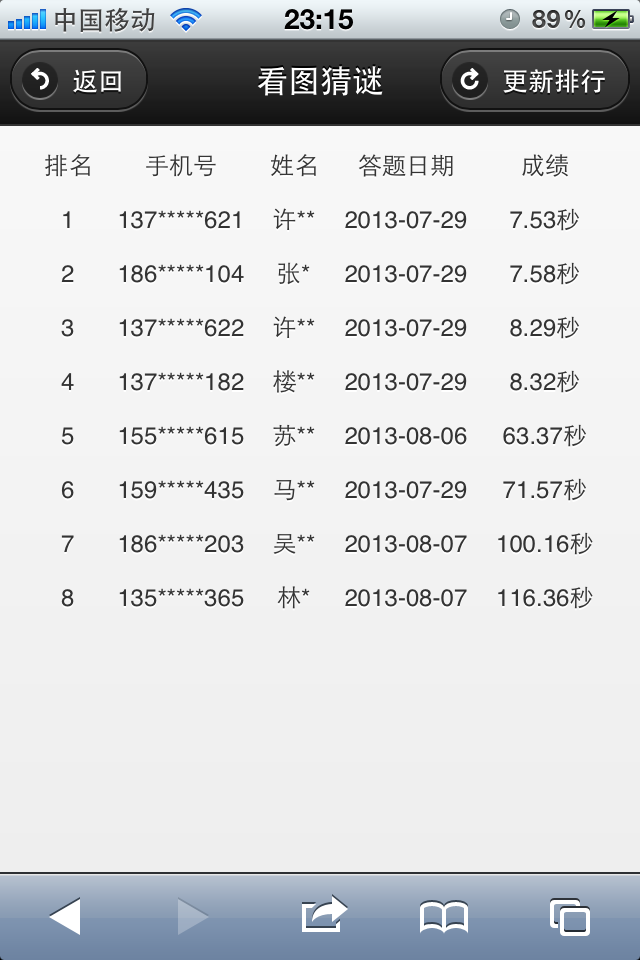 中国移动 23:15 89%
返回 看图猜谜 更新排行
排名 手机号 姓名 答题日期 成绩
1 137*****621 许** 2013-07-29 7.53秒
2 186*****104 张* 2013-07-29 7.58秒
3 137*****622 许** 2013-07-29 8.29秒
4 137*****182 楼** 2013-07-29 8.32秒
5 155*****615 苏** 2013-08-06 63.37秒
6 159*****435 马** 2013-07-29 71.57秒
7 186*****203 吴** 2013-08-07 100.16秒
8 135*****365 林* 2013-08-07 116.36秒